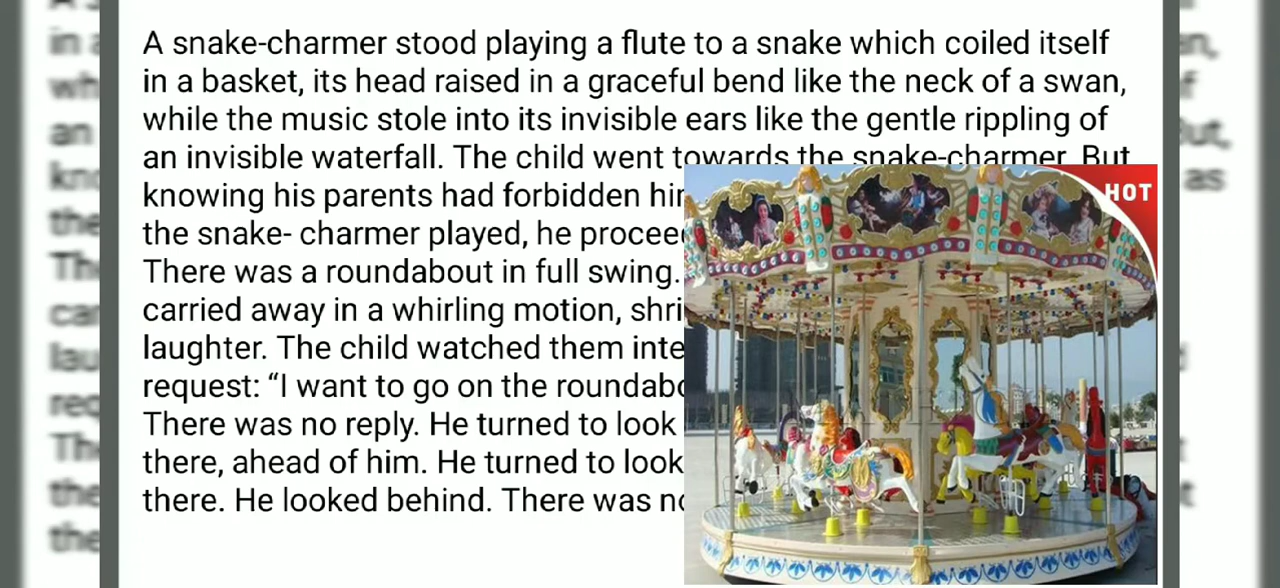 A snake-charmer stood playing a flute to a snake which coiled itself
in a basket, its head raised in a graceful bend like the neck of a swan,
while the music stole into its invisible ears like the gentle rippling of
an invisible waterfall. The child went towards the snake-charmer. But
knowing his parents had forbidden
the snake- charmer played, he
There was a roundabout in full swing.
carried away in a whirling motion,
laughter. The child watched them
request: “I want to go on the
There was no reply. He turned to look
there, ahead of him. He turned to look
there. He looked behind. There was
HOT